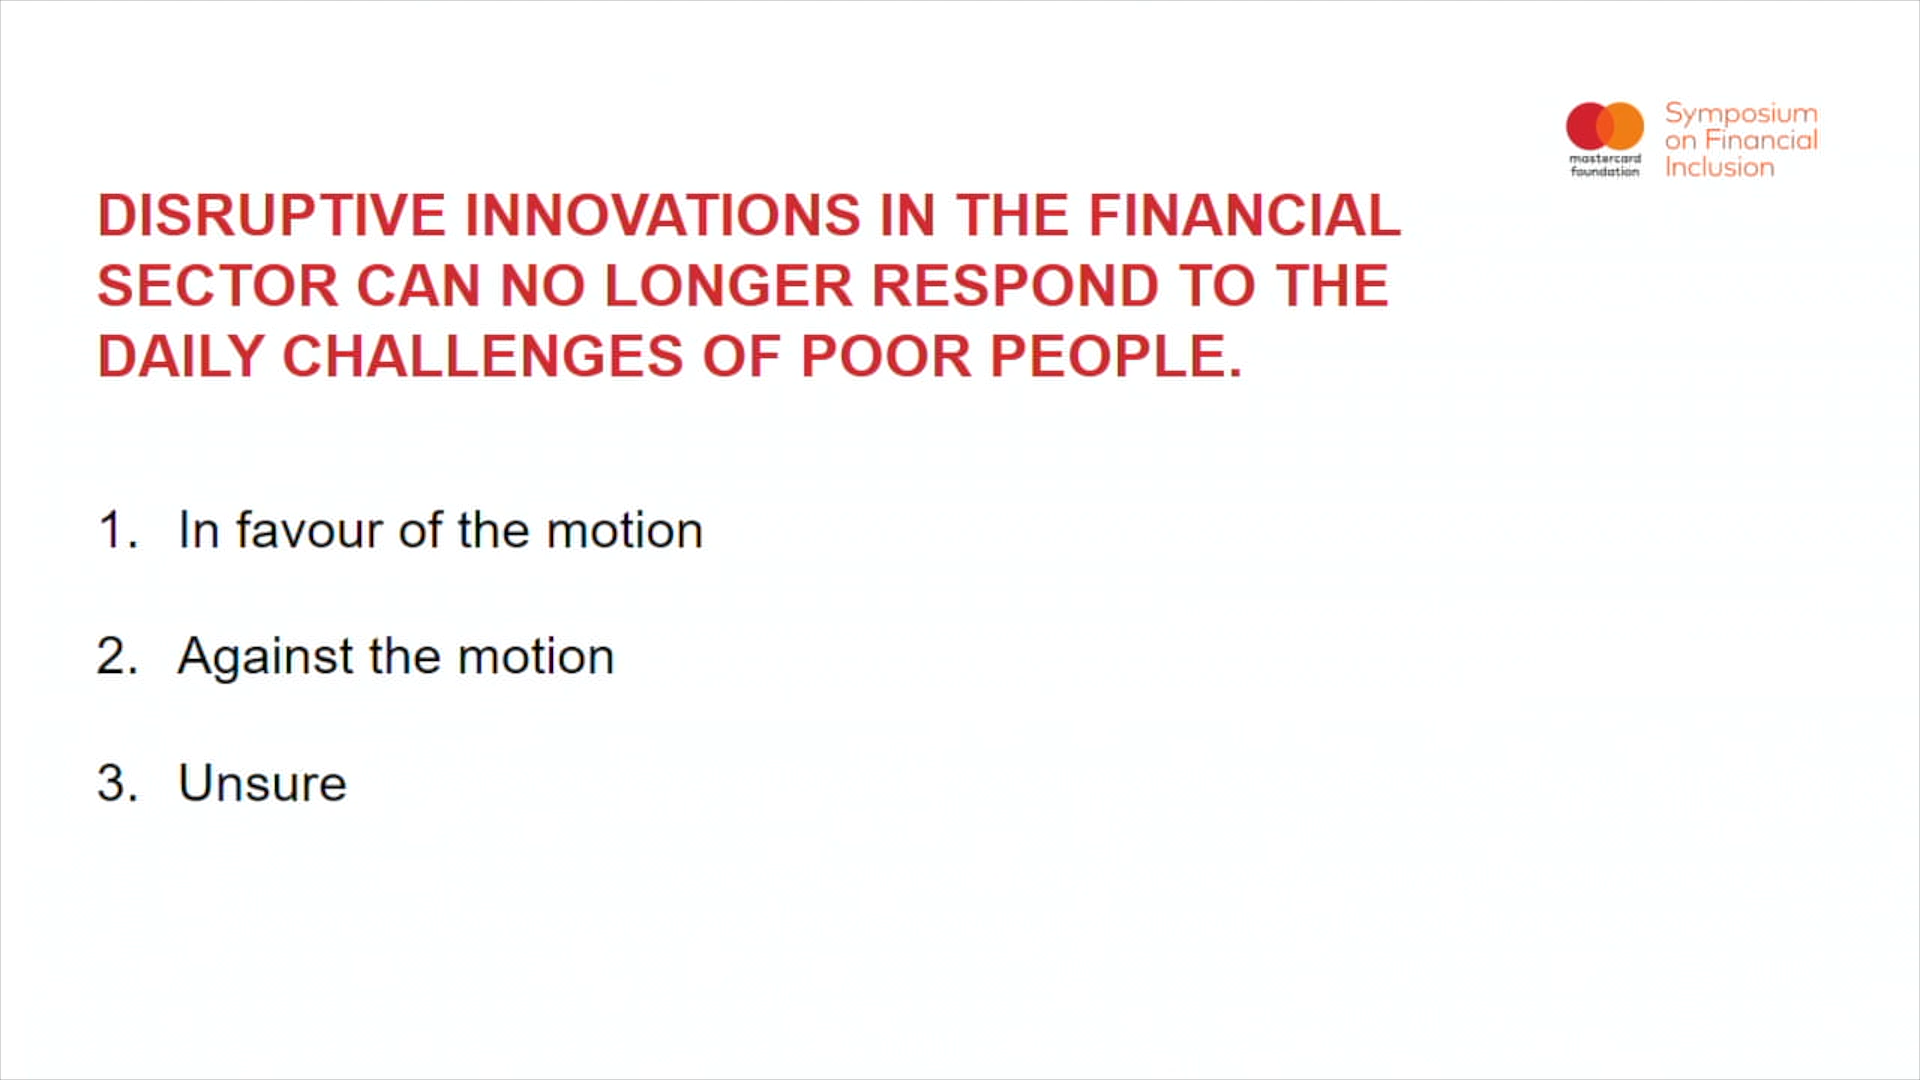 mastercard
foundation
Symposium
on Financial
Inclusion
DISRUPTIVE INNOVATIONS IN THE FINANCIAL
SECTOR CAN NO LONGER RESPOND TO THE
DAILY CHALLENGES OF POOR PEOPLE.
1. In favour of the motion
2. Against the motion
3. Unsure